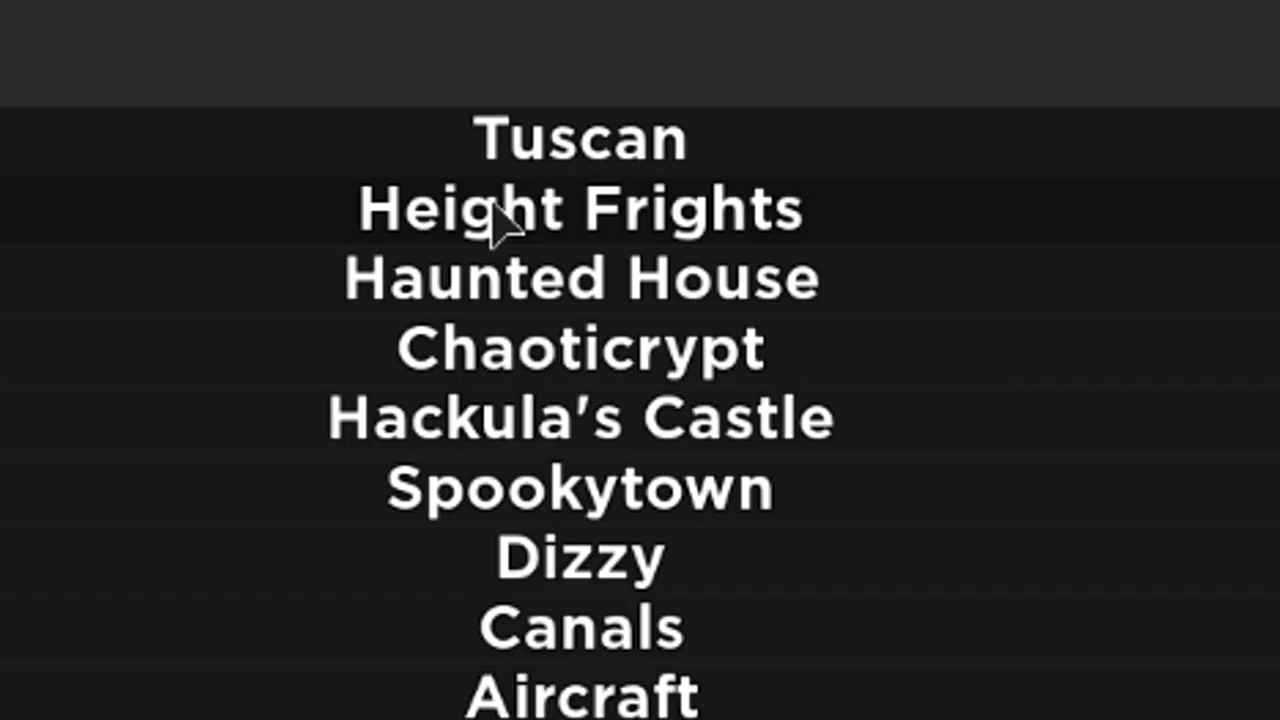 Tuscan
Height Frights
Haunted House
Chaoticrypt
Hackula's Castle
Spookytown
Dizzy
Canals
Aircraft